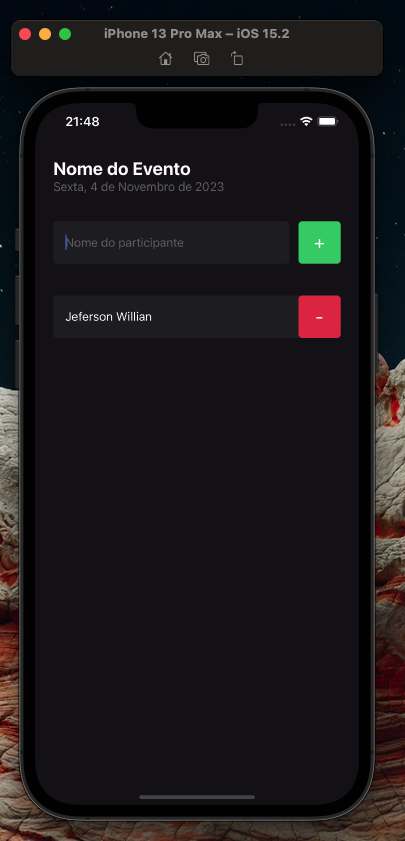 iPhone 13 Pro Max – iOS 15.2
21:48
Nome do Evento
Sexta, 4 de Novembro de 2023
Nome do participante
+
Jeferson Willian
-